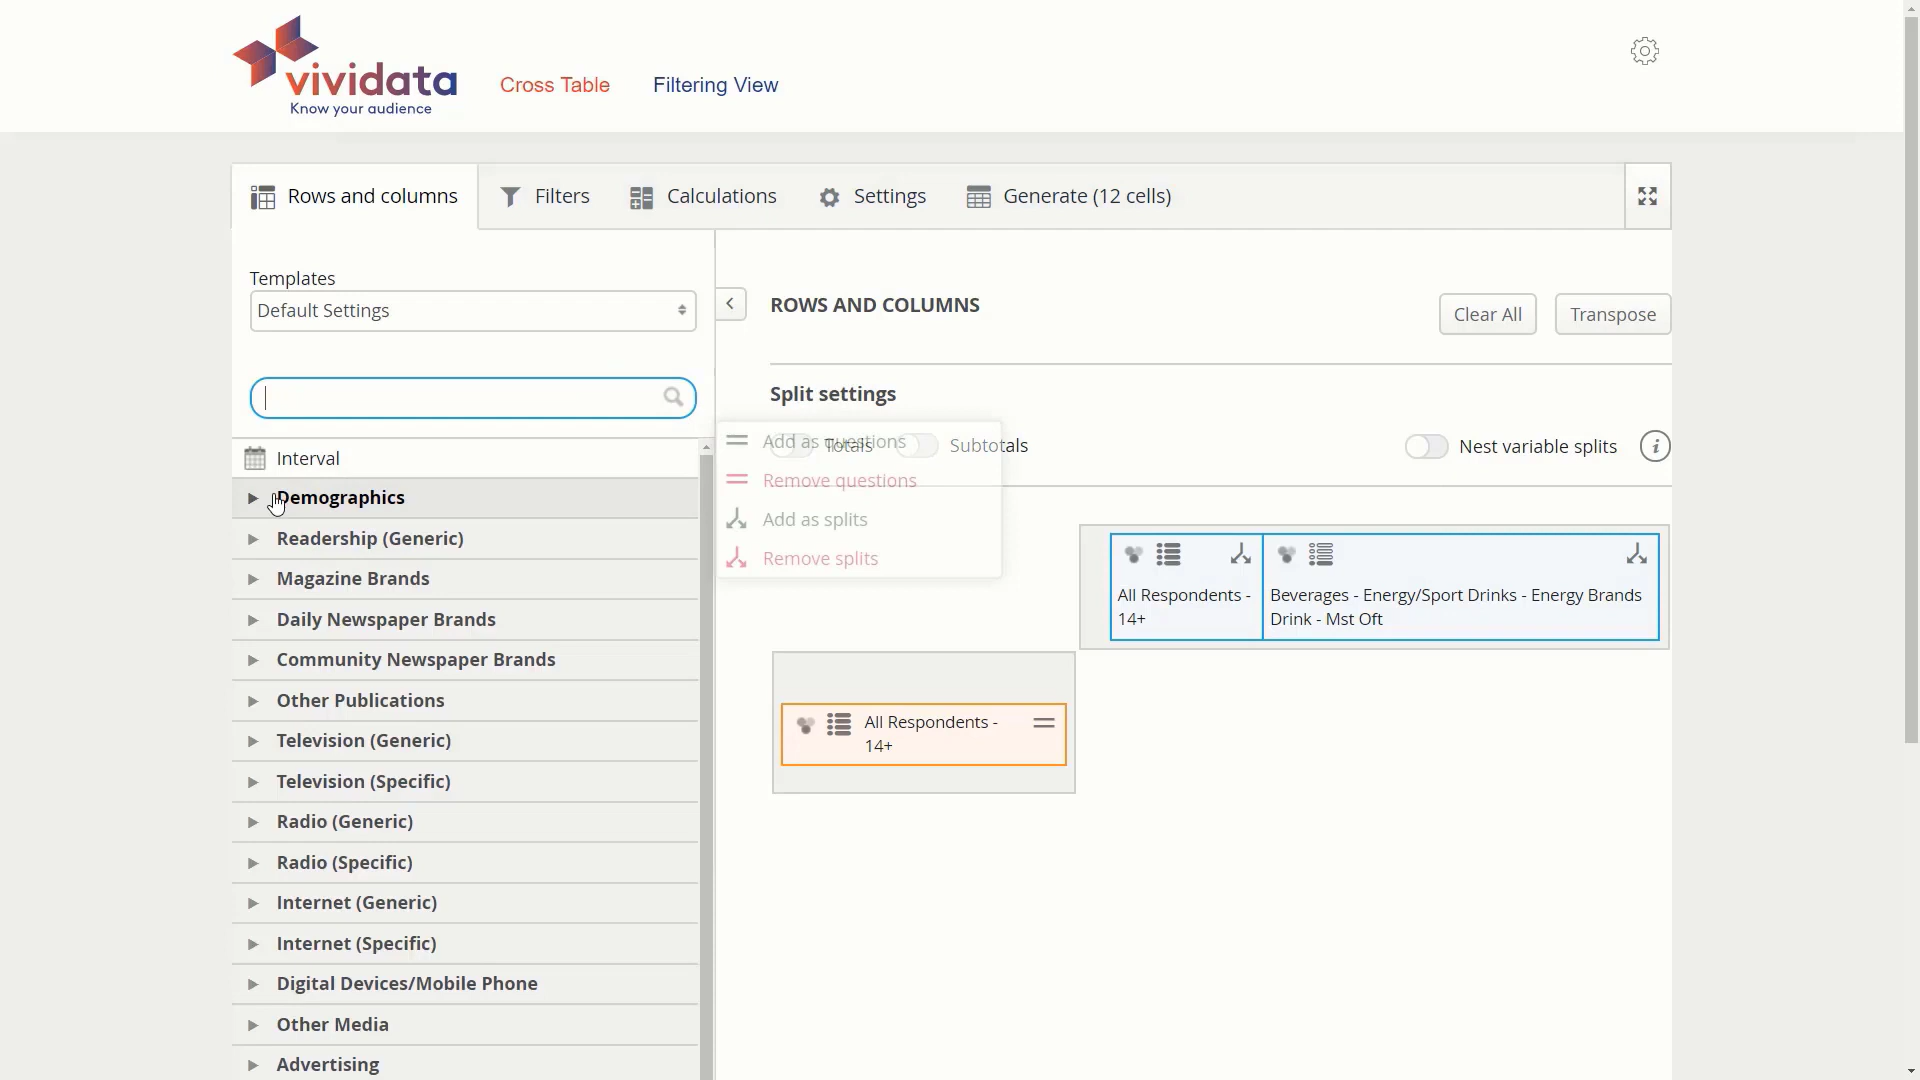 vividata
Know your audience
Cross Table
Filtering View
Rows and columns
Filters
Calculations
Settings
Generate (12 cells)
Templates
Default Settings
ROWS AND COLUMNS
Clear All
Transpose
Split settings
Totals
Subtotals
Nest variable splits
i
Add as questions
Remove questions
Add as splits
Remove splits
Interval
Demographics
Readership (Generic)
Magazine Brands
Daily Newspaper Brands
Community Newspaper Brands
Other Publications
Television (Generic)
Television (Specific)
Radio (Generic)
Radio (Specific)
Internet (Generic)
Internet (Specific)
Digital Devices/Mobile Phone
Other Media
Advertising
All Respondents -
14+
Beverages - Energy/Sport Drinks - Energy Brands
Drink - Mst Oft
All Respondents -
14+